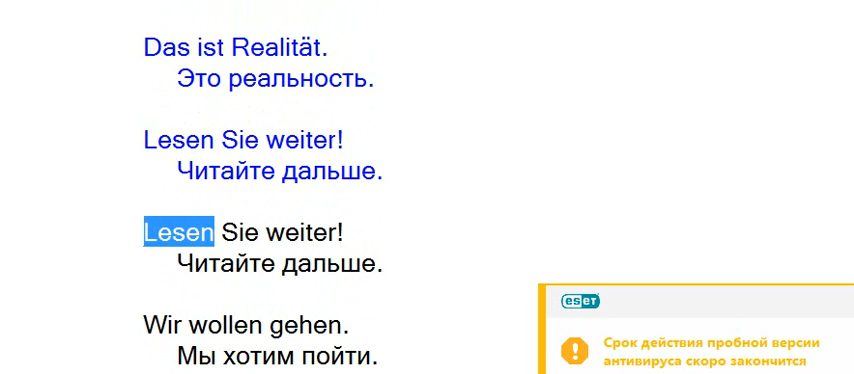 Das ist Realität.
Это реальность.
Lesen Sie weiter!
Читайте дальше.
Lesen Sie weiter!
Читайте дальше.
Wir wollen gehen.
Мы хотим пойти.
eset
Срок действия пробной версии
антивируса скоро закончится